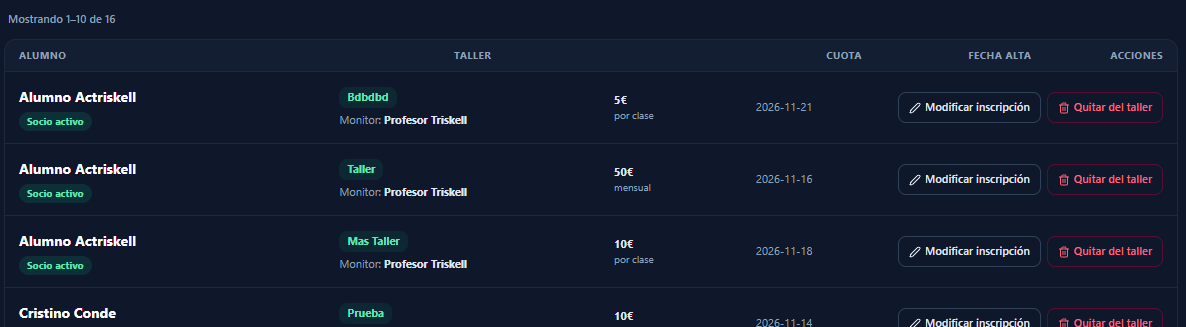 Mostrando 1–10 de 16
ALUMNO TALLER CUOTA FECHA ALTA ACCIONES
Alumno Actriskell
Socio activo
Bdbdbd
Monitor: Profesor Triskell
5€
por clase
2026-11-21
Modificar inscripción
Quitar del taller
Alumno Actriskell
Socio activo
Taller
Monitor: Profesor Triskell
50€
mensual
2026-11-16
Modificar inscripción
Quitar del taller
Alumno Actriskell
Socio activo
Mas Taller
Monitor: Profesor Triskell
10€
por clase
2026-11-18
Modificar inscripción
Quitar del taller
Cristino Conde
Prueba
10€
2026-11-14
Modificar inscripción
Quitar del taller